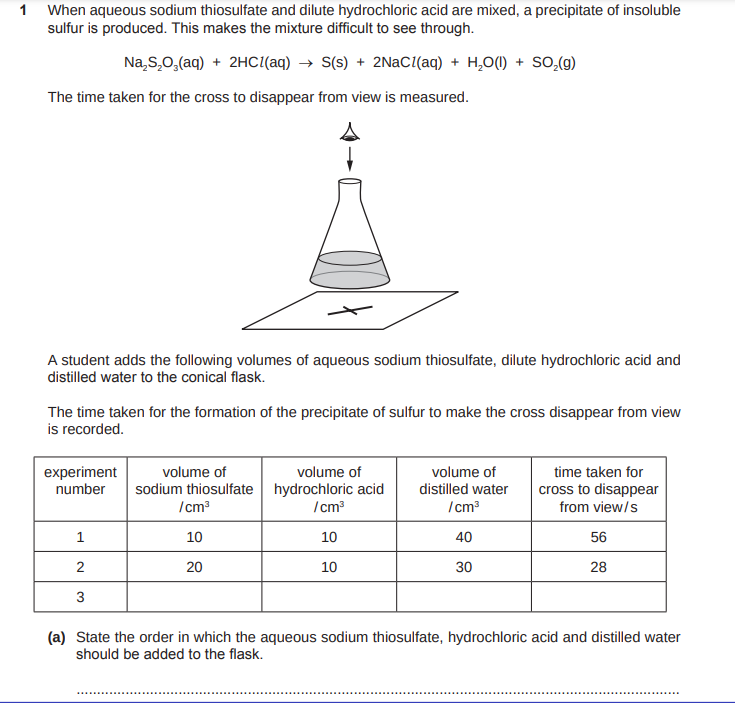 1 When aqueous sodium thiosulfate and dilute hydrochloric acid are mixed, a precipitate of insoluble
sulfur is produced. This makes the mixture difficult to see through.
Na₂S₂O₃(aq) + 2HCl(aq) → S(s) + 2NaCl(aq) + H₂O(l) + SO₂(g)
The time taken for the cross to disappear from view is measured.
A student adds the following volumes of aqueous sodium thiosulfate, dilute hydrochloric acid and
distilled water to the conical flask.
The time taken for the formation of the precipitate of sulfur to make the cross disappear from view
is recorded.
experiment volume of volume of volume of time taken for
number sodium thiosulfate hydrochloric acid distilled water cross to disappear
/cm³ /cm³ /cm³ from view/s
1 10 10 40 56
2 20 10 30 28
3
(a) State the order in which the aqueous sodium thiosulfate, hydrochloric acid and distilled water
should be added to the flask.